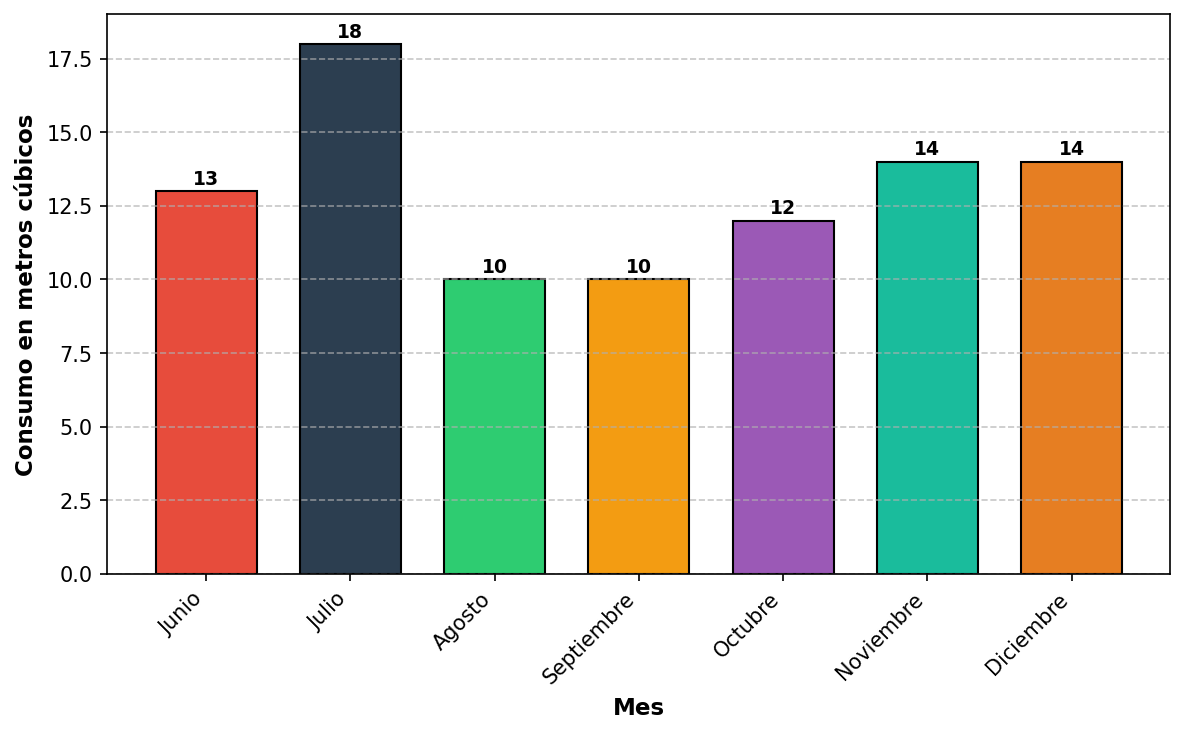 Consumo en metros cúbicos
17.5
15.0
12.5
10.0
7.5
5.0
2.5
0.0
13
18
10
10
12
14
14
Junio
Julio
Agosto
Septiembre
Octubre
Noviembre
Diciembre
Mes